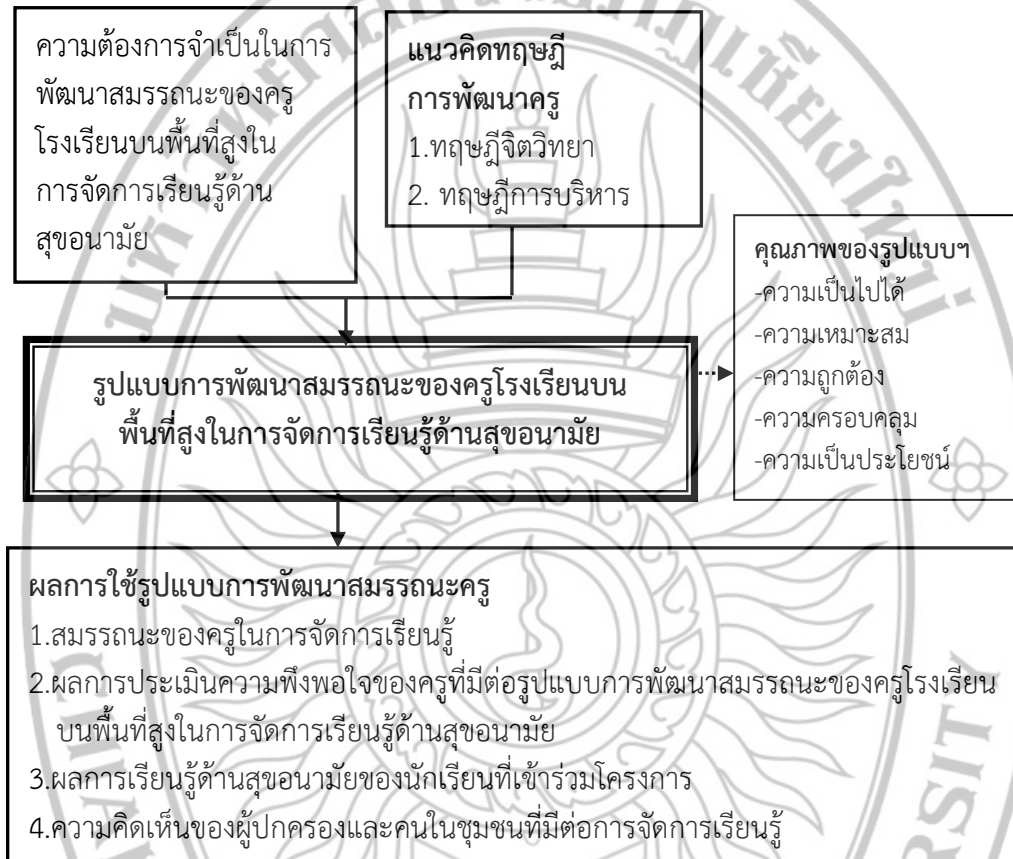 ความต้องการจำเป็นในการ
พัฒนาสมรรถนะของครู
โรงเรียนบนพื้นที่สูงใน
การจัดการเรียนรู้ด้าน
สุขอนามัย
แนวคิดทฤษฎี
การพัฒนาครู
1.ทฤษฎีจิตวิทยา
2. ทฤษฎีการบริหาร
คุณภาพของรูปแบบฯ
-ความเป็นไปได้
-ความเหมาะสม
-ความถูกต้อง
-ความครอบคลุม
-ความเป็นประโยชน์
รูปแบบการพัฒนาสมรรถนะของครูโรงเรียนบน
พื้นที่สูงในการจัดการเรียนรู้ด้านสุขอนามัย
ผลการใช้รูปแบบการพัฒนาสมรรถนะครู
1.สมรรถนะของครูในการจัดการเรียนรู้
2.ผลการประเมินความพึงพอใจของครูที่มีต่อรูปแบบการพัฒนาสมรรถนะของครูโรงเรียน
บนพื้นที่สูงในการจัดการเรียนรู้ด้านสุขอนามัย
3.ผลการเรียนรู้ด้านสุขอนามัยของนักเรียนที่เข้าร่วมโครงการ
4.ความคิดเห็นของผู้ปกครองและคนในชุมชนที่มีต่อการจัดการเรียนรู้